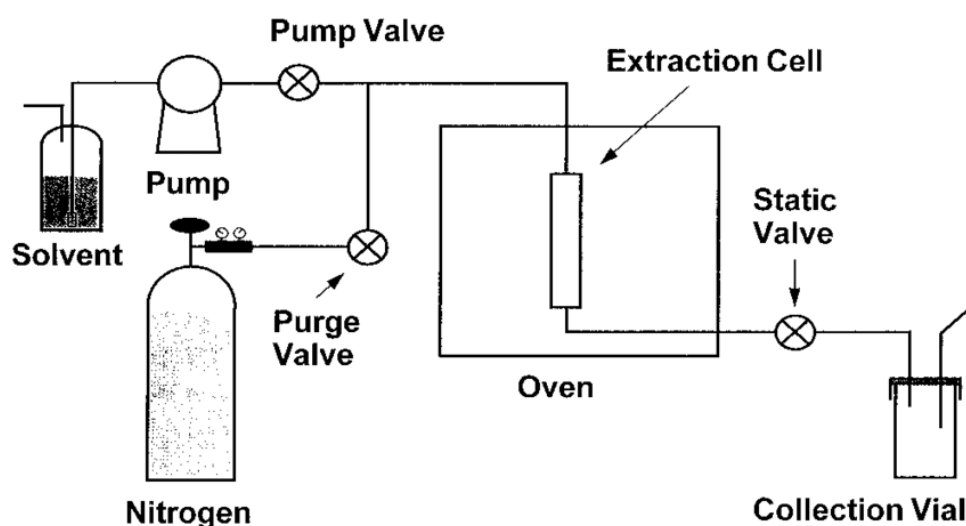 Pump Valve
Extraction Cell
Pump
Static
Valve
Solvent
Purge
Valve
Oven
Nitrogen
Collection Vial